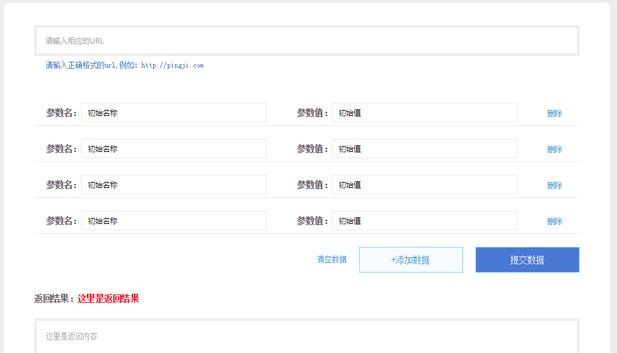 请输入相应的URL
请输入正确格式的url,例如: http://pingji.com
参数名： 初始名称 参数值： 初始值 删除
参数名： 初始名称 参数值： 初始值 删除
参数名： 初始名称 参数值： 初始值 删除
参数名： 初始名称 参数值： 初始值 删除
清空数据 +添加数据 提交数据
返回结果：这里是返回结果
这里是返回内容